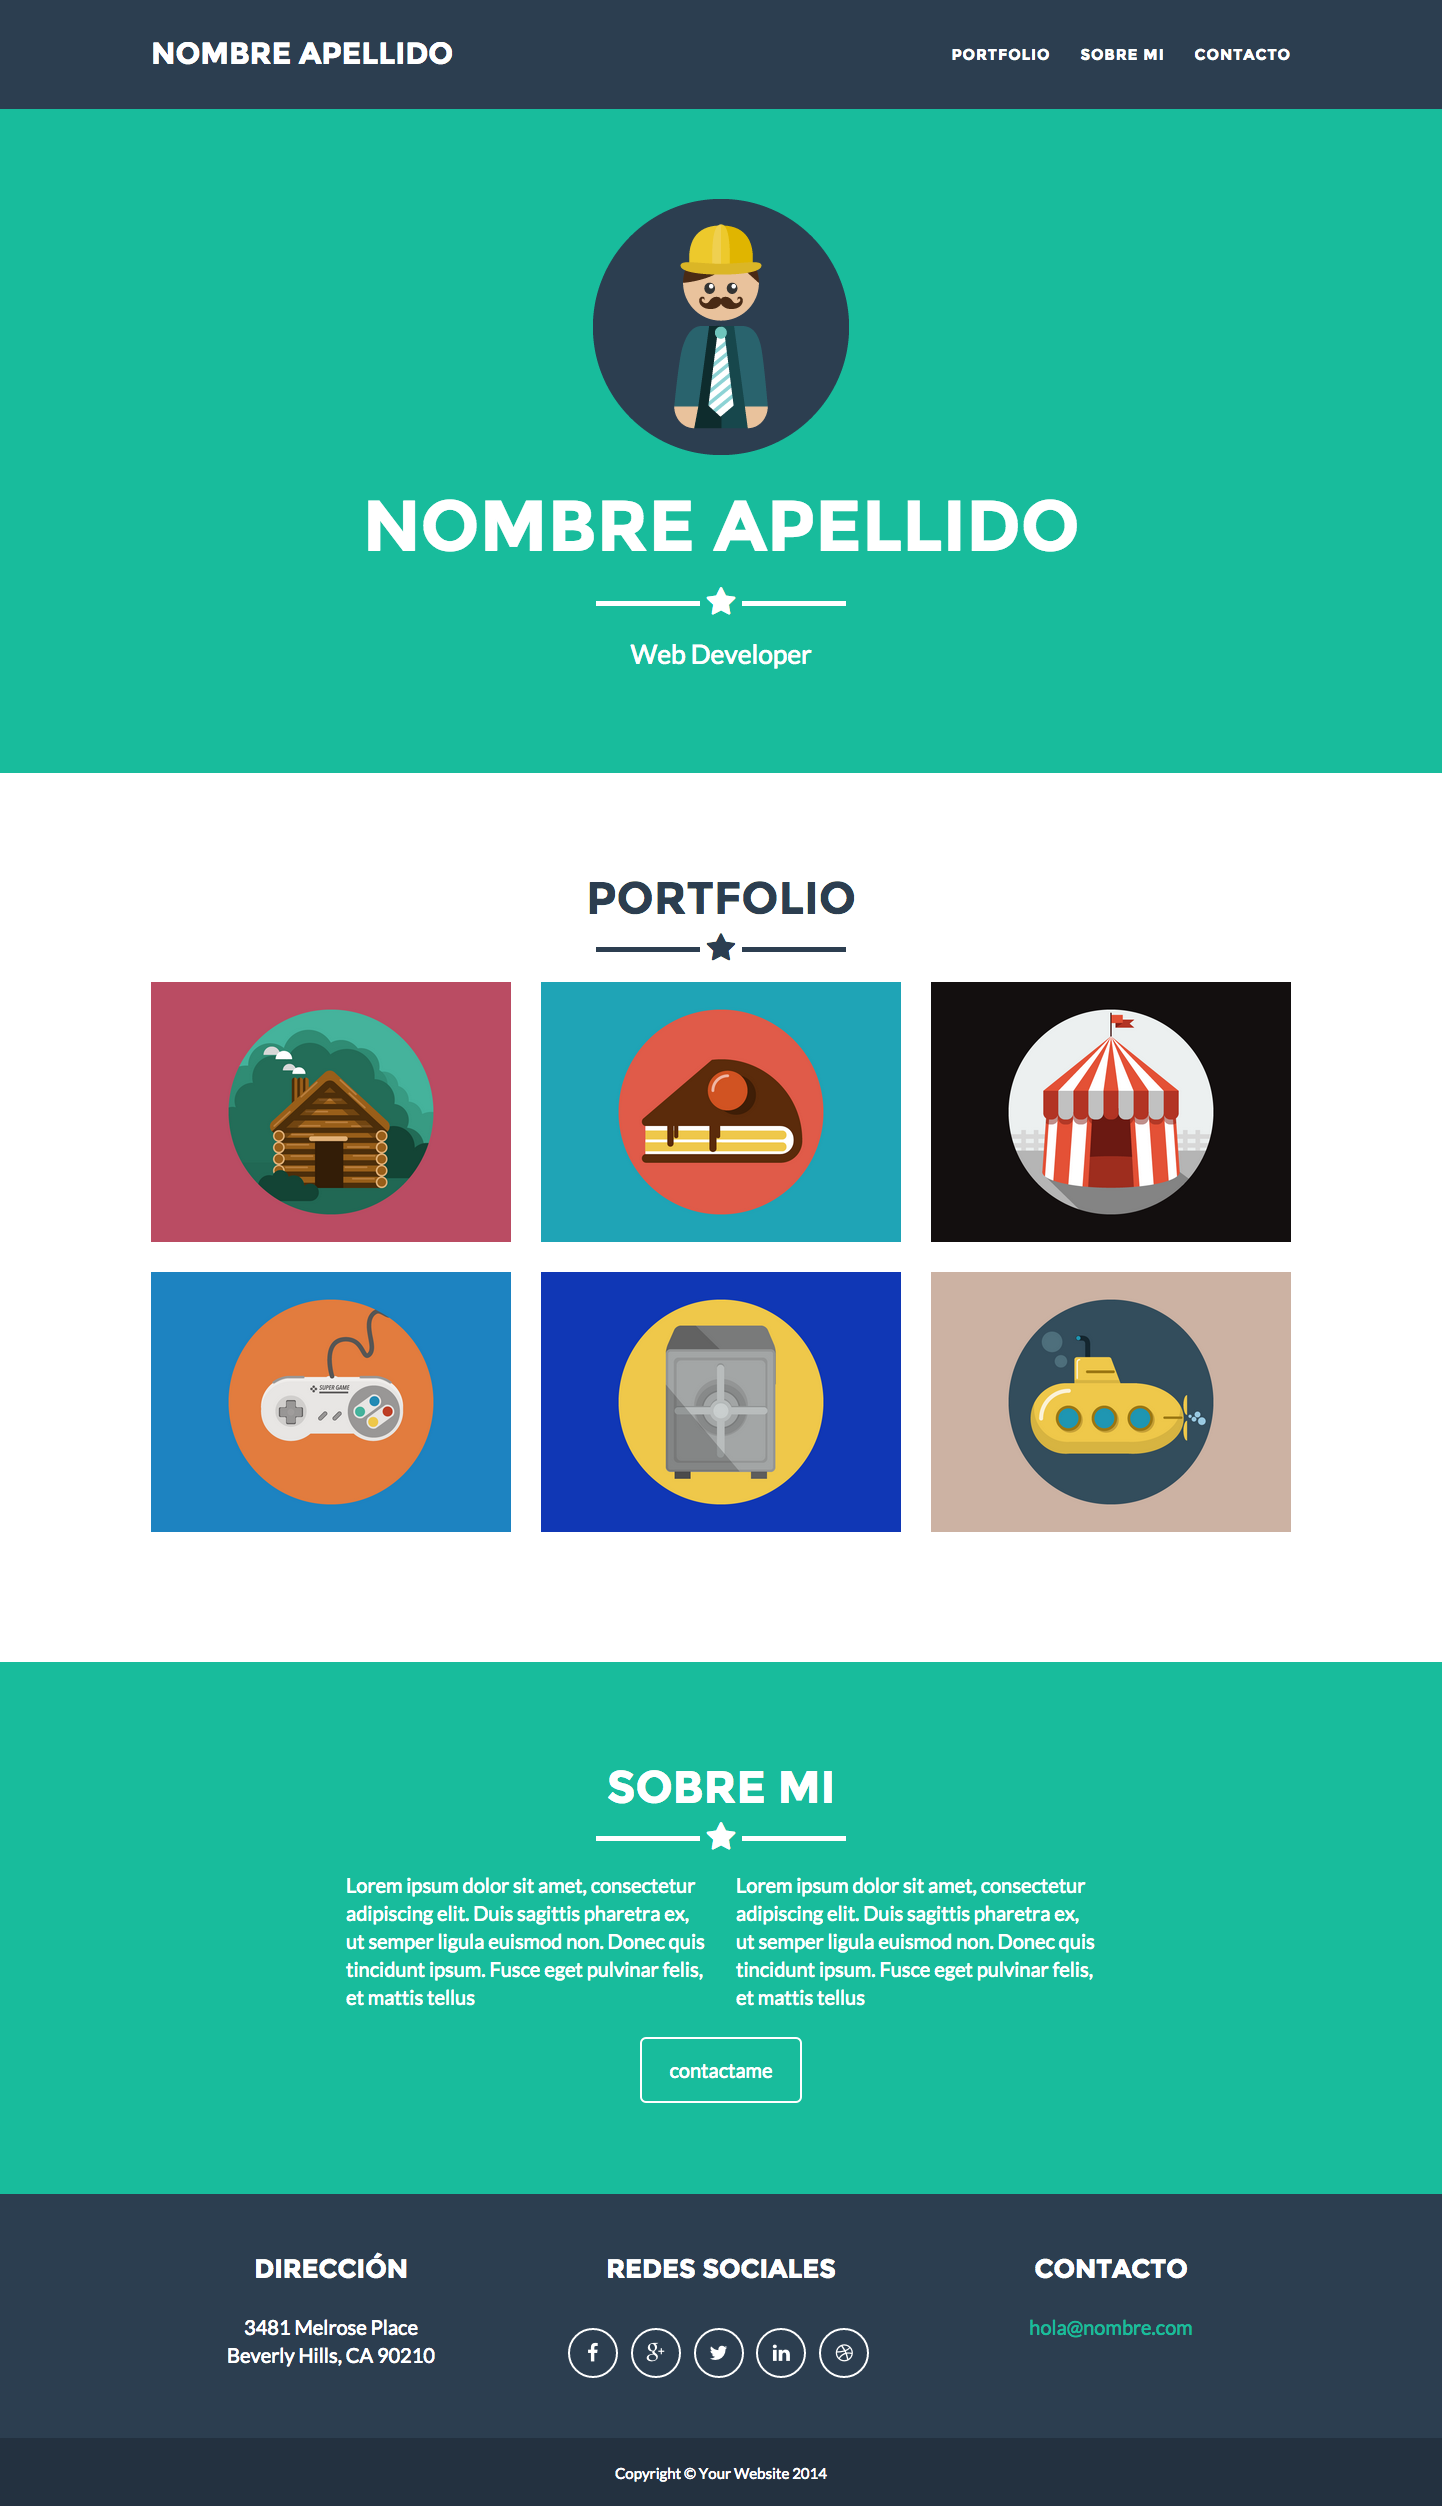 NOMBRE APELLIDO
PORTFOLIO SOBRE MI CONTACTO
NOMBRE APELLIDO
Web Developer
PORTFOLIO
SUPER GAME
SOBRE MI
Lorem ipsum dolor sit amet, consectetur
adipiscing elit. Duis sagittis pharetra ex,
ut semper ligula euismod non. Donec quis
tincidunt ipsum. Fusce eget pulvinar felis,
et mattis tellus
Lorem ipsum dolor sit amet, consectetur
adipiscing elit. Duis sagittis pharetra ex,
ut semper ligula euismod non. Donec quis
tincidunt ipsum. Fusce eget pulvinar felis,
et mattis tellus
contactame
DIRECCIÓN
3481 Melrose Place
Beverly Hills, CA 90210
REDES SOCIALES
CONTACTO
hola@nombre.com
Copyright © Your Website 2014